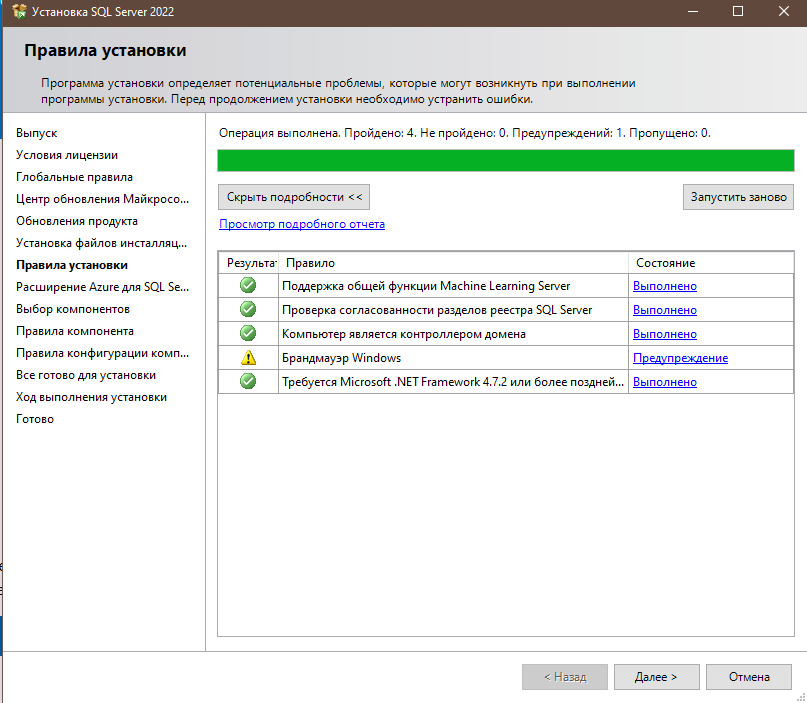 Установка SQL Server 2022
Правила установки
Программа установки определяет потенциальные проблемы, которые могут возникнуть при выполнении
программы установки. Перед продолжением установки необходимо устранить ошибки.
Выпуск
Условия лицензии
Глобальные правила
Центр обновления Майкросо...
Обновления продукта
Установка файлов инсталляц...
Правила установки
Расширение Azure для SQL Se...
Выбор компонентов
Правила компонента
Правила конфигурации комп...
Все готово для установки
Ход выполнения установки
Готово
Операция выполнена. Пройдено: 4. Не пройдено: 0. Предупреждений: 1. Пропущено: 0.
Скрыть подробности <<
Запустить заново
Просмотр подробного отчета
Результат Правило Состояние
Поддержка общей функции Machine Learning Server Выполнено
Проверка согласованности разделов реестра SQL Server Выполнено
Компьютер является контроллером домена Выполнено
Брандмауэр Windows Предупреждение
Требуется Microsoft .NET Framework 4.7.2 или более поздней... Выполнено
< Назад Далее > Отмена